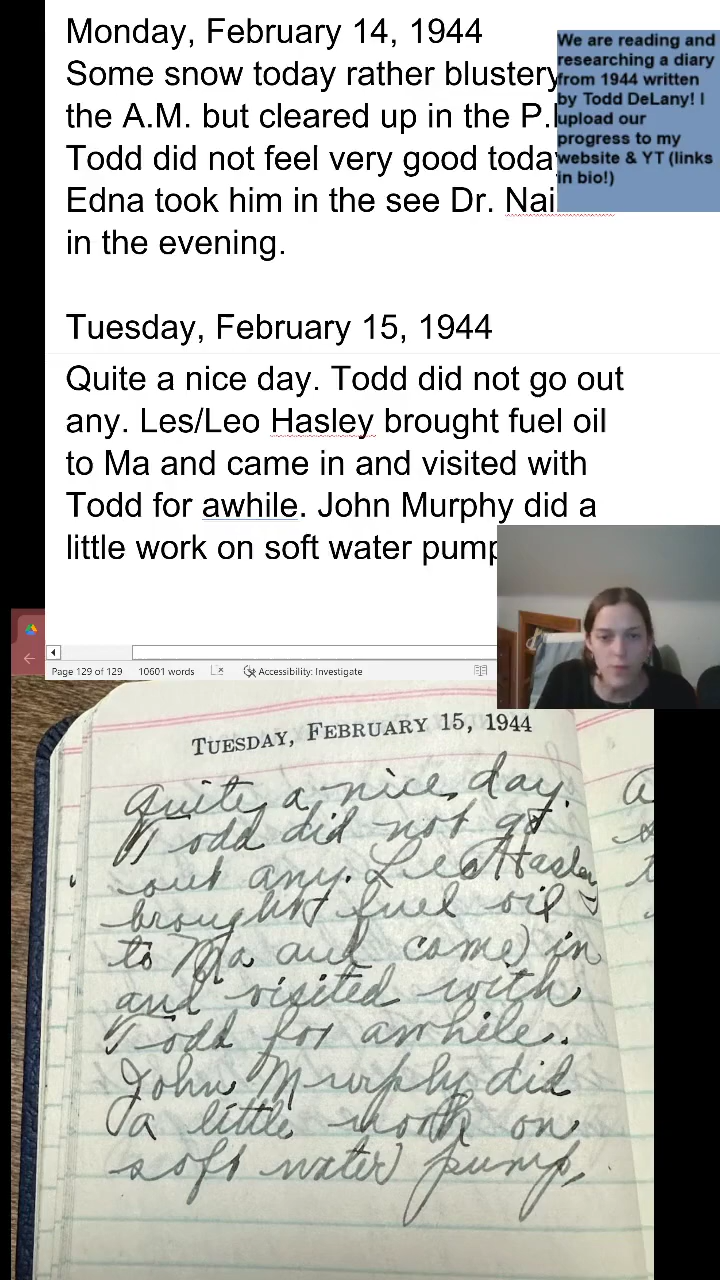 Monday, February 14, 1944
Some snow today rather blustery
the A.M. but cleared up in the P.
Todd did not feel very good toda
Edna took him in the see Dr. Nai
in the evening.
We are reading and
researching a diary
from 1944 written
by Todd DeLany! I
upload our
progress to my
website & YT (links
in bio!)
Tuesday, February 15, 1944
Quite a nice day. Todd did not go out
any. Les/Leo Hasley brought fuel oil
to Ma and came in and visited with
Todd for awhile. John Murphy did a
little work on soft water pump
Page 129 of 129 10601 words Accessibility: Investigate
TUESDAY, FEBRUARY 15, 1944
Quite a nice day.
Todd did not go
out any. Les Hasley
brought fuel oil
to Ma and came in
and visited with
Todd for awhile.
John Murphy did
a little work on
soft water pump.